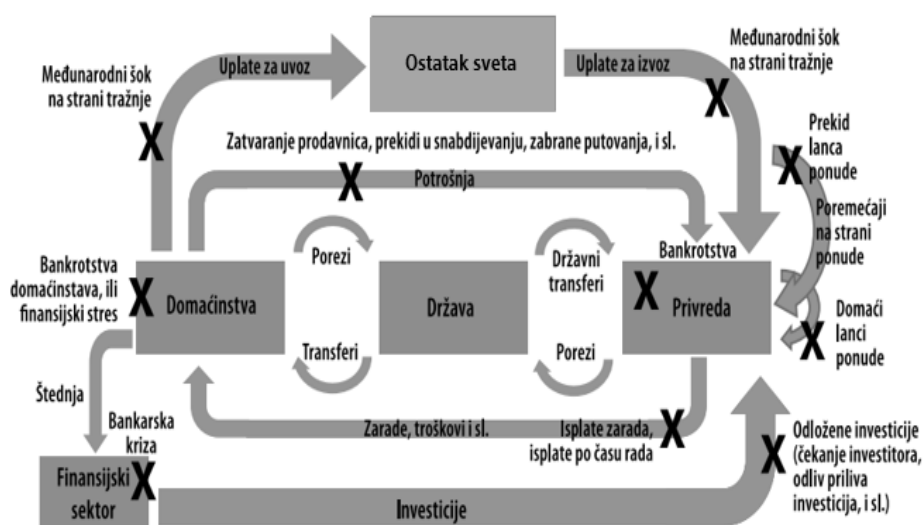 Međunarodni šok
na strani tražnje
Uplate za uvoz
Ostatak sveta
Uplate za izvoz
Međunarodni šok
na strani tražnje
Zatvaranje prodavnica, prekidi u snabdijevanju, zabrane putovanja, i sl.
Prekid
lanca
ponude
Potrošnja
Poremećaji
na strani
ponude
Bankrotstva
domaćinstava, ili
finansijski stres
Domaćinstva
Porezi
Transferi
Država
Državni
transferi
Porezi
Bankrotstva
Privreda
Domaći
lanci
ponude
Štednja
Bankarska
kriza
Zarade, troškovi i sl.
Isplate zarada,
isplate po času rada
Finansijski
sektor
Investicije
Odložene investicije
(čekanje investitora,
odliv priliva
investicija, i sl.)
X
X
X
X
X
X
X
X
X
X